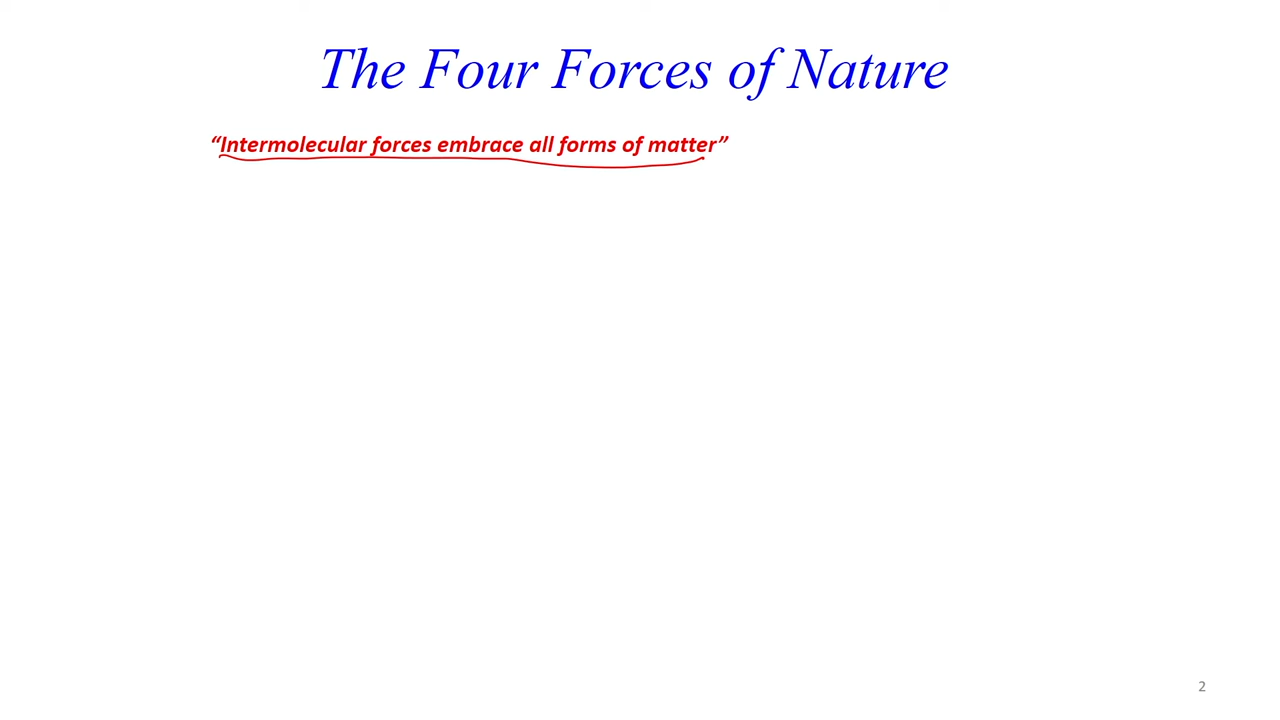 The Four Forces of Nature
“Intermolecular forces embrace all forms of matter”
2